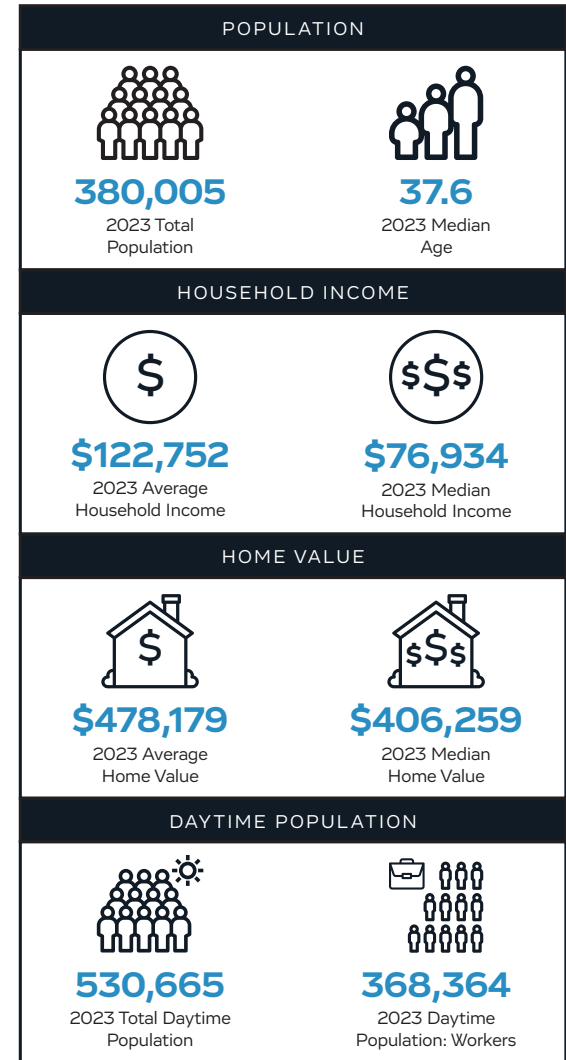 POPULATION
380,005
2023 Total
Population
37.6
2023 Median
Age
HOUSEHOLD INCOME
$
$122,752
2023 Average
Household Income
$$$
$76,934
2023 Median
Household Income
HOME VALUE
$
$478,179
2023 Average
Home Value
$$$
$406,259
2023 Median
Home Value
DAYTIME POPULATION
530,665
2023 Total Daytime
Population
368,364
2023 Daytime
Population: Workers